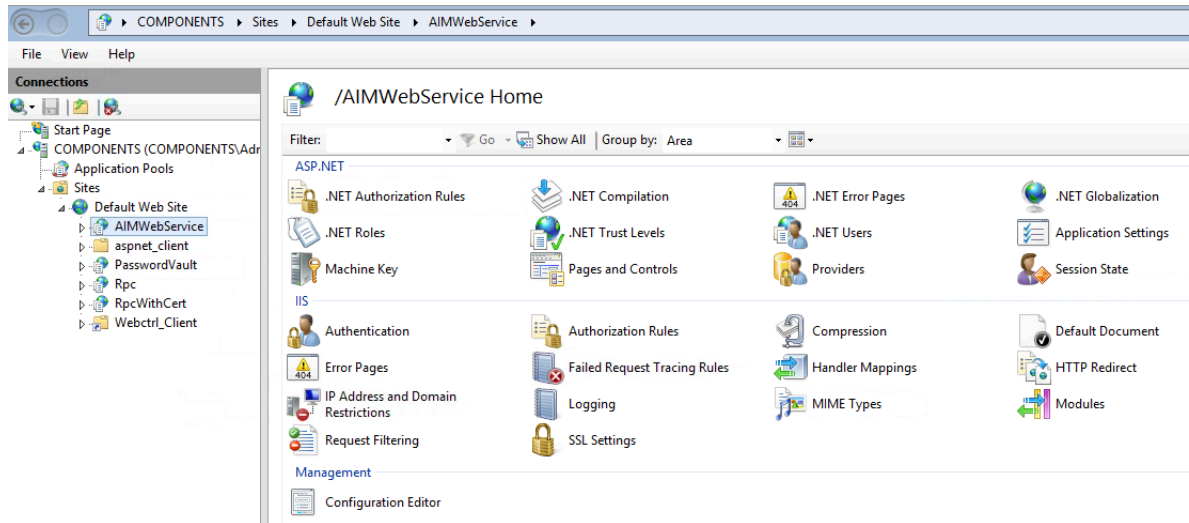 COMPONENTS ▸ Sites ▸ Default Web Site ▸ AIMWebService ▸
File View Help
Connections
Start Page
COMPONENTS (COMPONENTS\Adr
Application Pools
Sites
Default Web Site
AIMWebService
aspnet_client
PasswordVault
Rpc
RpcWithCert
Webctrl_Client
/AIMWebService Home
Filter: Go Show All Group by: Area
ASP.NET
.NET Authorization Rules .NET Compilation .NET Error Pages .NET Globalization
.NET Roles .NET Trust Levels .NET Users Application Settings
Machine Key Pages and Controls Providers Session State
IIS
Authentication Authorization Rules Compression Default Document
Error Pages Failed Request Tracing Rules Handler Mappings HTTP Redirect
IP Address and Domain
Restrictions Logging MIME Types Modules
Request Filtering SSL Settings
Management
Configuration Editor